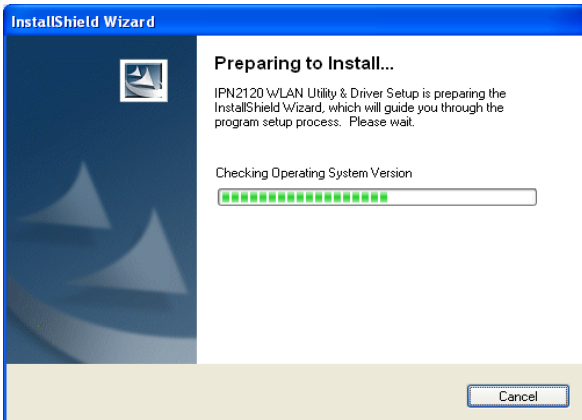 InstallShield Wizard
Preparing to Install...
IPN2120 WLAN Utility & Driver Setup is preparing the
InstallShield Wizard, which will guide you through the
program setup process. Please wait.
Checking Operating System Version
Cancel